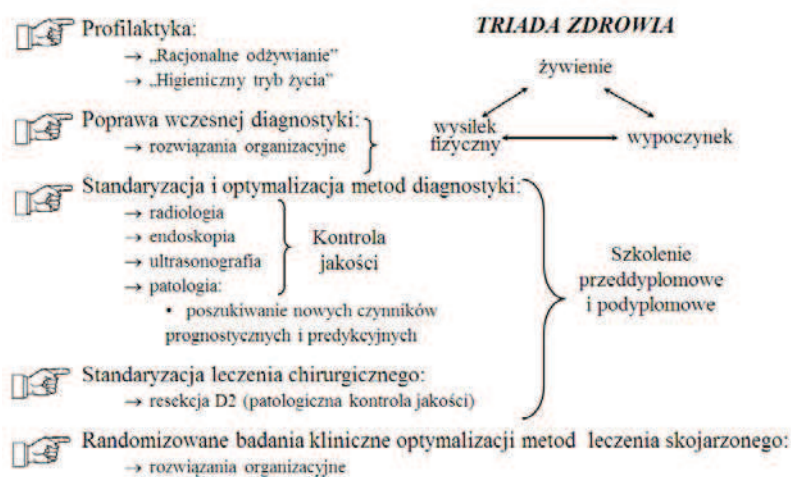 Profilaktyka:
→ „Racjonalne odżywianie”
→ „Higieniczny tryb życia”
TRIADA ZDROWIA
żywienie
wysiłek
fizyczny
wypoczynek
Poprawa wczesnej diagnostyki:
→ rozwiązania organizacyjne
Standaryzacja i optymalizacja metod diagnostyki:
→ radiologia
→ endoskopia
→ ultrasonografia
→ patologia:
• poszukiwanie nowych czynników
prognostycznych i predykcyjnych
Kontrola
jakości
Szkolenie
przeddyplomowe
i podyplomowe
Standaryzacja leczenia chirurgicznego:
→ resekcja D2 (patologiczna kontrola jakości)
Randomizowane badania kliniczne optymalizacji metod leczenia skojarzonego:
→ rozwiązania organizacyjne